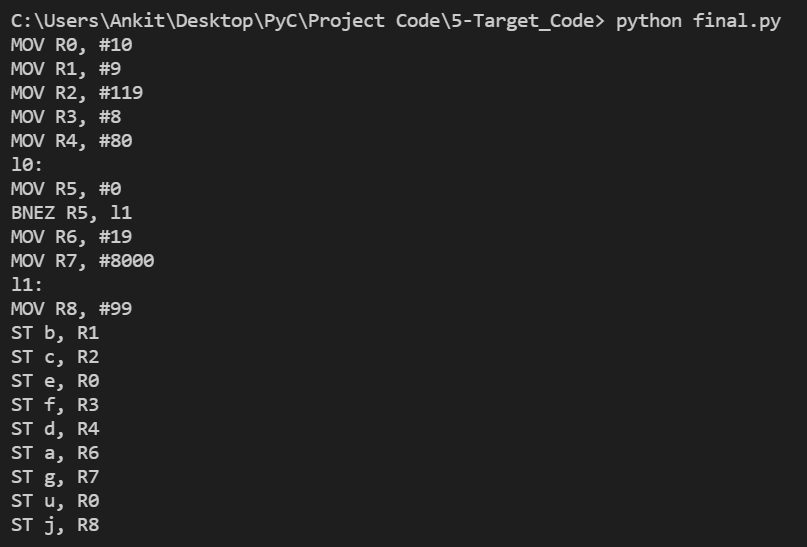 C:\Users\Ankit\Desktop\PyC\Project Code\5-Target_Code> python final.py
MOV R0, #10
MOV R1, #9
MOV R2, #119
MOV R3, #8
MOV R4, #80
l0:
MOV R5, #0
BNEZ R5, l1
MOV R6, #19
MOV R7, #8000
l1:
MOV R8, #99
ST b, R1
ST c, R2
ST e, R0
ST f, R3
ST d, R4
ST a, R6
ST g, R7
ST u, R0
ST j, R8